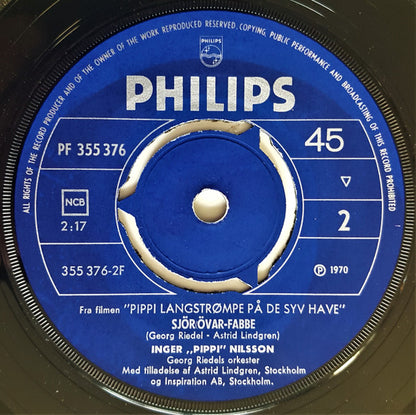 ALL RIGHTS OF THE RECORD PRODUCER AND OF THE OWNER OF THE WORK REPRODUCED RESERVED. COPYING, PUBLIC PERFORMANCE AND BROADCASTING OF THIS RECORD PROHIBITED
PHILIPS
PHILIPS
PF 355 376
45
NCB
2:17
2
355 376-2F
Ⓟ 1970
Fra filmen "PIPPI LANGSTRØMPE PÅ DE SYV HAVE"
SJÖRÖVAR-FABBE
(Georg Riedel - Astrid Lindgren)
INGER „PIPPI" NILSSON
Georg Riedels orkester
Med tilladelse af Astrid Lindgren, Stockholm
og Inspiration AB, Stockholm.